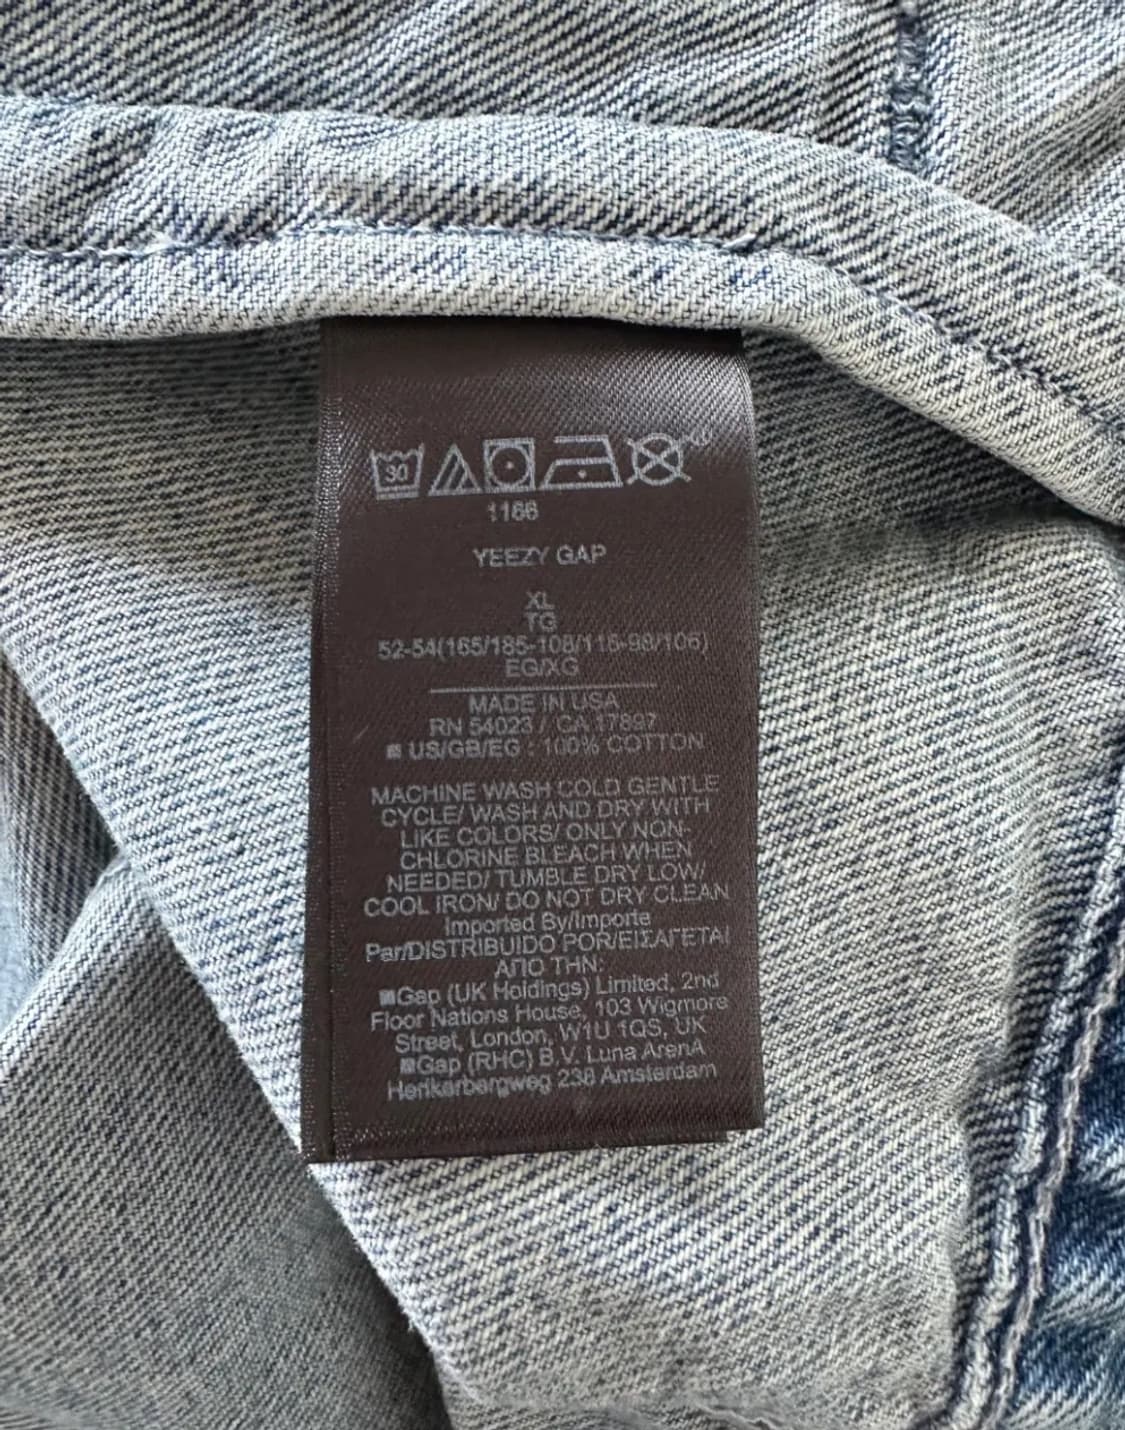 30
1166
YEEZY GAP
XL
TG
52-54(165/185-108/116-98/106)
EG/XG
MADE IN USA
RN 54023 / CA 17897
US/GB/EG : 100% COTTON
MACHINE WASH COLD GENTLE
CYCLE/ WASH AND DRY WITH
LIKE COLORS/ ONLY NON-
CHLORINE BLEACH WHEN
NEEDED/ TUMBLE DRY LOW/
COOL IRON/ DO NOT DRY CLEAN
Imported By/Importe
Par/DISTRIBUIDO POR/ΕΙΣΑΓΕΤΑΙ
ΑΠΟ ΤΗΝ:
Gap (UK Holdings) Limited, 2nd
Floor Nations House, 103 Wigmore
Street, London, W1U 1QS, UK
Gap (RHC) B.V. Luna ArenA
Herikerbergweg 238 Amsterdam